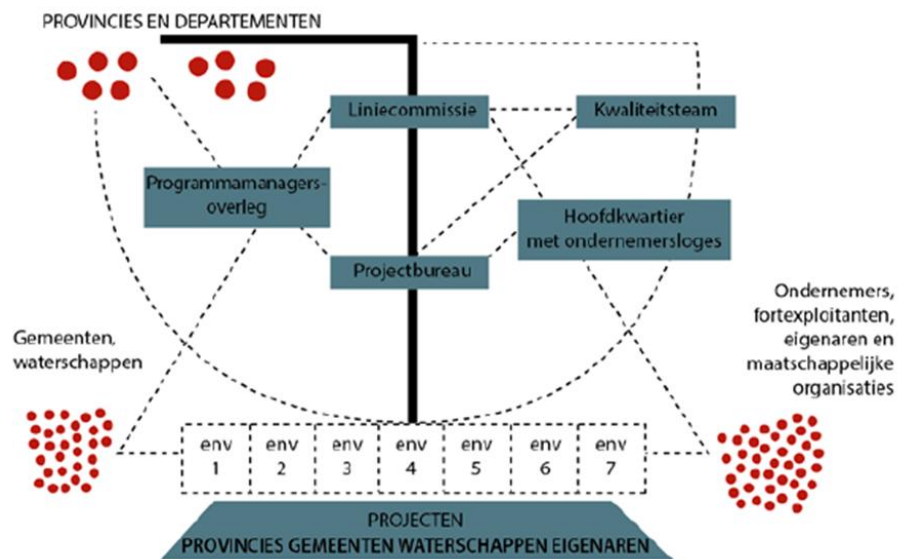 PROVINCIES EN DEPARTEMENTEN
Liniecommissie
Kwaliteitsteam
Programmamanagers-
overleg
Hoofdkwartier
met ondernemersloges
Projectbureau
Gemeenten,
waterschappen
Ondernemers,
fortexploitanten,
eigenaren en
maatschappelijke
organisaties
env
1
env
2
env
3
env
4
env
5
env
6
env
7
PROJECTEN
PROVINCIES GEMEENTEN WATERSCHAPPEN EIGENAREN